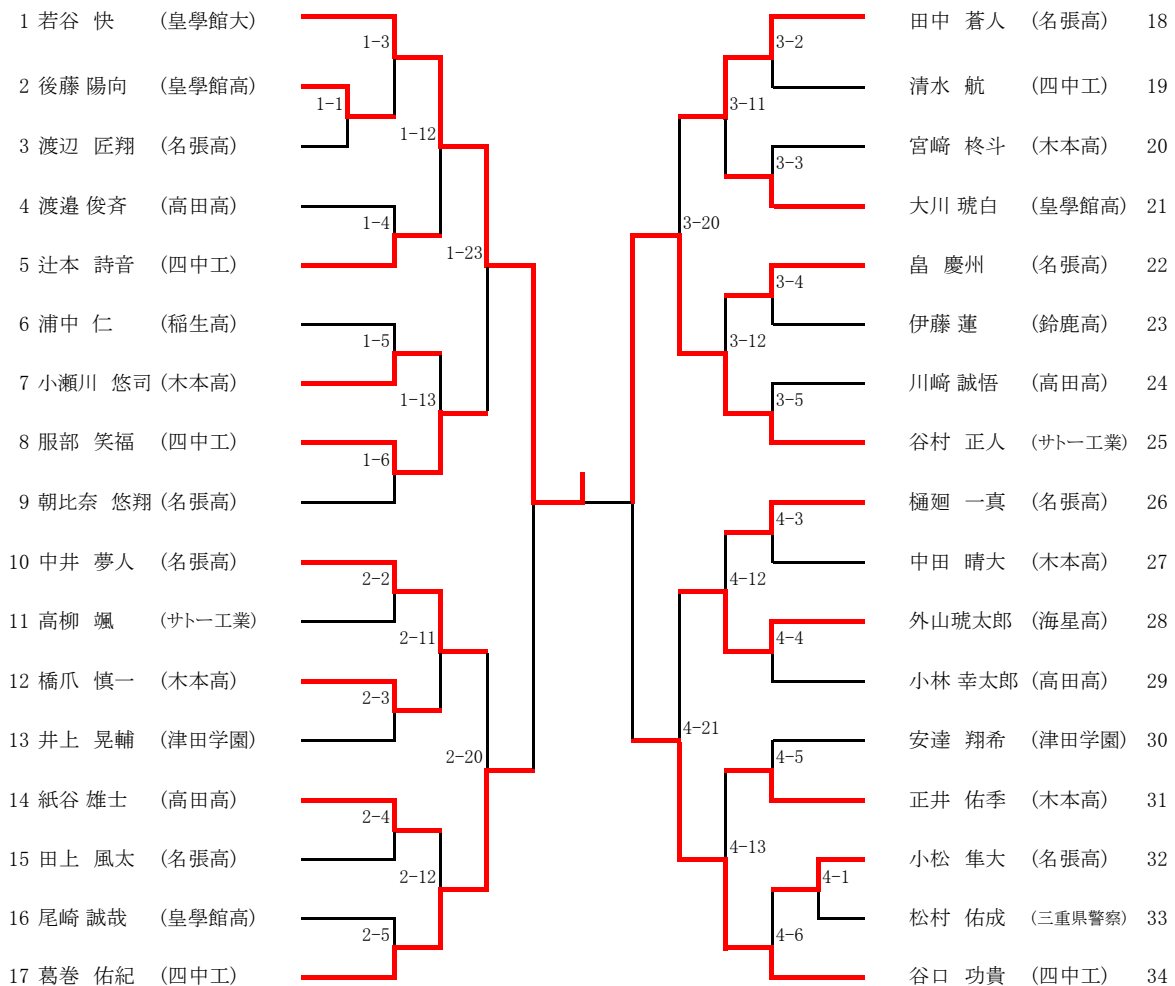 1 若谷 快 (皇學館大)
2 後藤 陽向 (皇學館高)
3 渡辺 匠翔 (名張高)
4 渡邉 俊斉 (高田高)
5 辻本 詩音 (四中工)
6 浦中 仁 (稲生高)
7 小瀬川 悠司 (木本高)
8 服部 笑福 (四中工)
9 朝比奈 悠翔 (名張高)
10 中井 夢人 (名張高)
11 高柳 颯 (サトー工業)
12 橋爪 慎一 (木本高)
13 井上 晃輔 (津田学園)
14 紙谷 雄士 (高田高)
15 田上 風太 (名張高)
16 尾崎 誠哉 (皇學館高)
17 葛巻 佑紀 (四中工)
1-3
1-1
1-12
1-4
1-23
1-5
1-13
1-6
2-2
2-11
2-3
2-20
2-4
2-12
2-5
3-2
3-11
3-3
3-20
3-4
3-12
3-5
4-3
4-12
4-4
4-21
4-5
4-13
4-1
4-6
田中 蒼人 (名張高) 18
清水 航 (四中工) 19
宮﨑 柊斗 (木本高) 20
大川 琥白 (皇學館高) 21
畠 慶州 (名張高) 22
伊藤 蓮 (鈴鹿高) 23
川﨑 誠悟 (高田高) 24
谷村 正人 (サトー工業) 25
樋廻 一真 (名張高) 26
中田 晴大 (木本高) 27
外山琥太郎 (海星高) 28
小林 幸太郎 (高田高) 29
安達 翔希 (津田学園) 30
正井 佑季 (木本高) 31
小松 隼大 (名張高) 32
松村 佑成 (三重県警察) 33
谷口 功貴 (四中工) 34